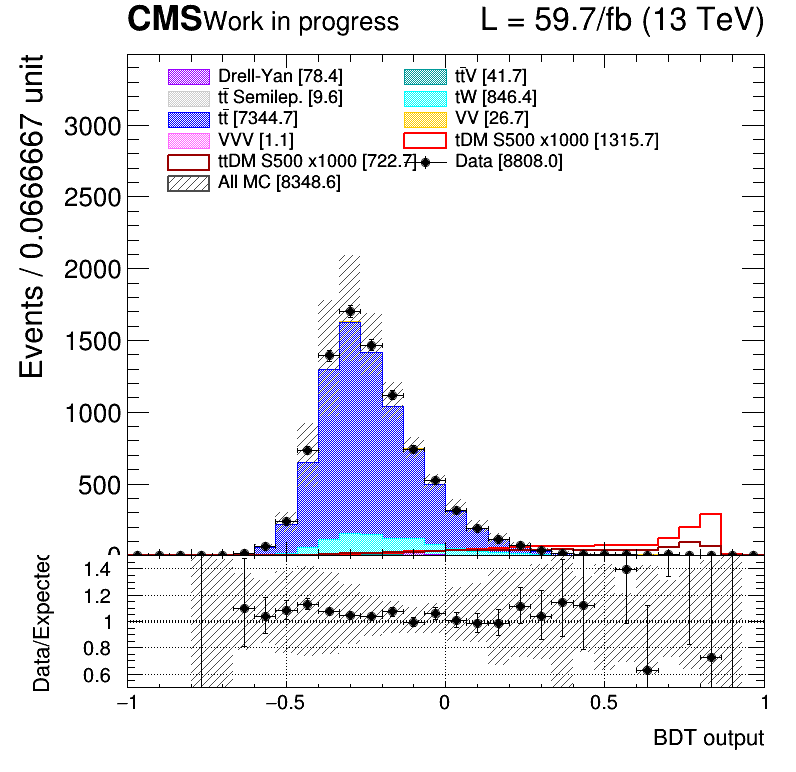 CMS Work in progress L = 59.7/fb (13 TeV)
Events / 0.0666667 unit
Drell-Yan [78.4]
tt̄ Semilep. [9.6]
tt̄ [7344.7]
VVV [1.1]
ttDM S500 x1000 [722.7]
All MC [8348.6]
tt̄V [41.7]
tW [846.4]
VV [26.7]
tDM S500 x1000 [1315.7]
Data [8808.0]
3000
2500
2000
1500
1000
500
0
Data/Expected
1.4
1.2
1
0.8
0.6
−1 −0.5 0 0.5 1
BDT output